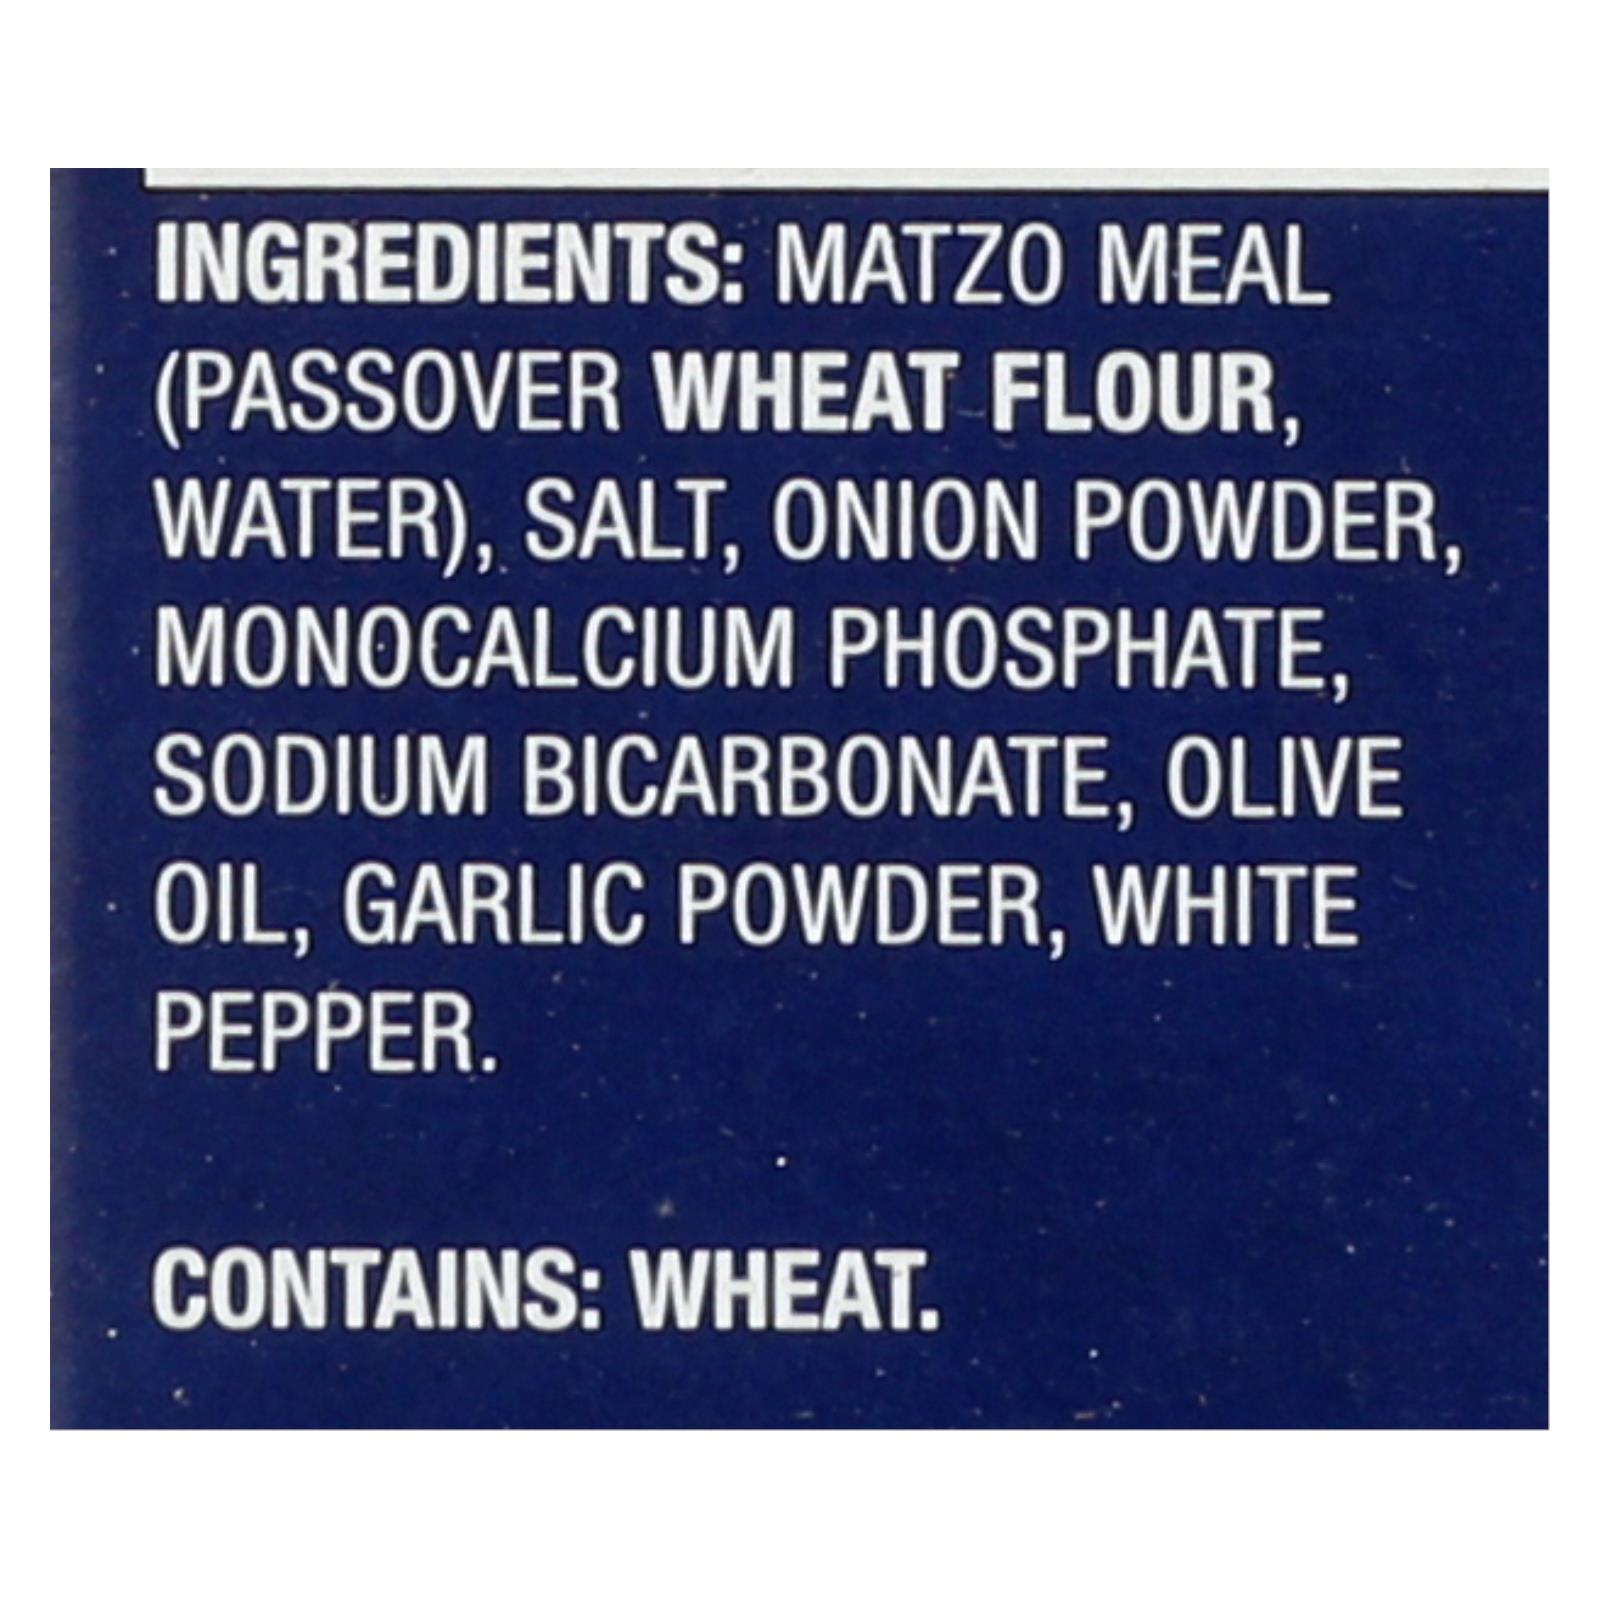 INGREDIENTS: MATZO MEAL
(PASSOVER WHEAT FLOUR,
WATER), SALT, ONION POWDER,
MONOCALCIUM PHOSPHATE,
SODIUM BICARBONATE, OLIVE
OIL, GARLIC POWDER, WHITE
PEPPER.
CONTAINS: WHEAT.